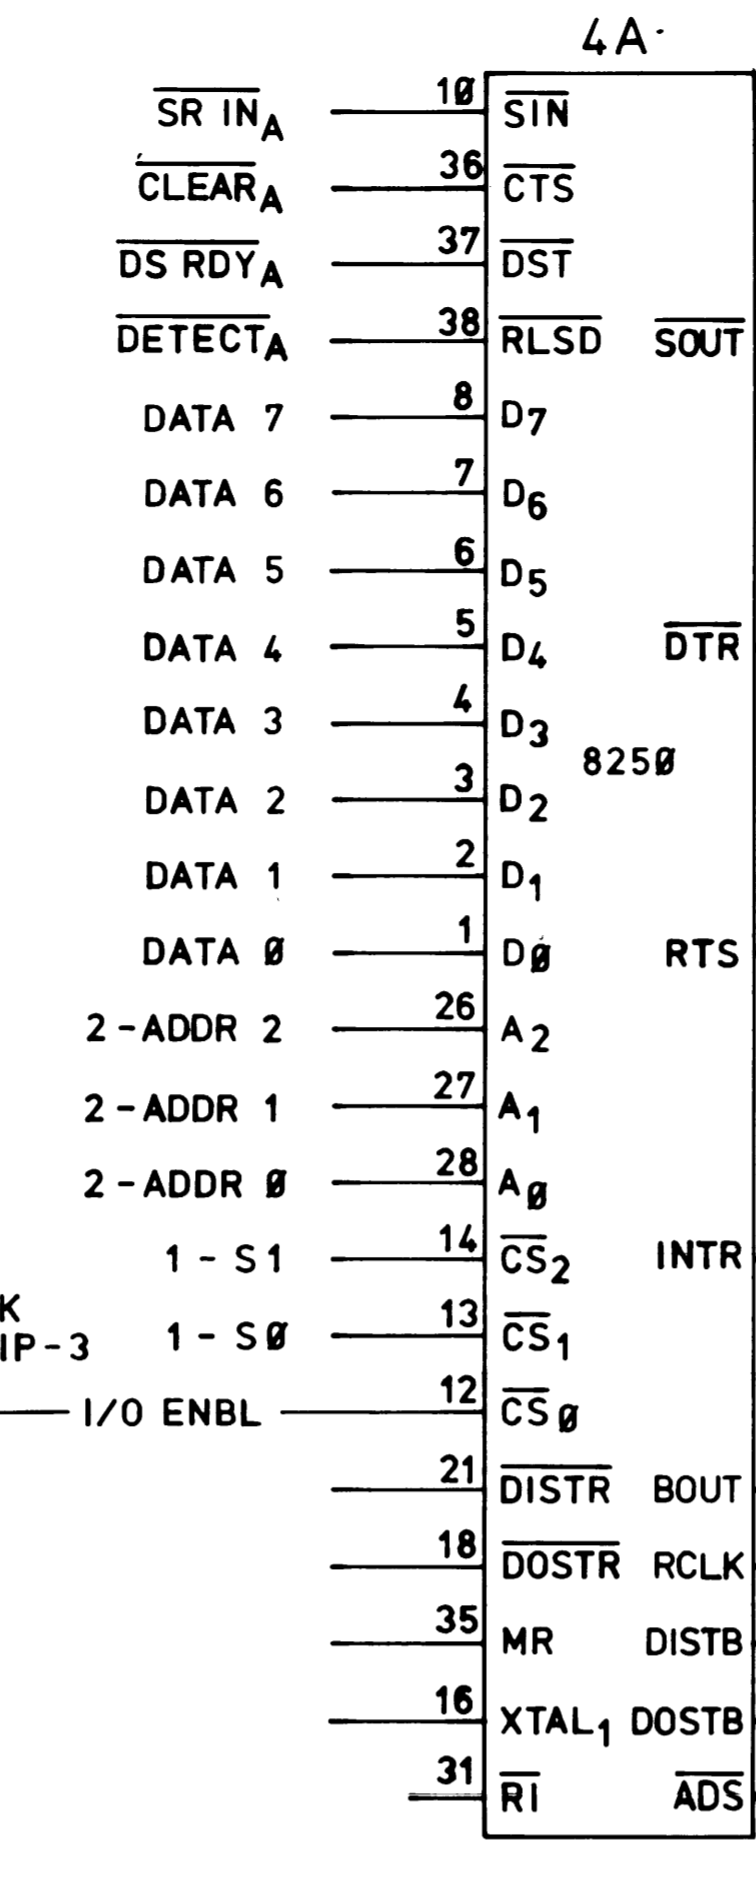 4A
SR IN A 10 SIN
CLEAR A 36 CTS
DS RDY A 37 DST
DETECT A 38 RLSD SOUT
DATA 7 8 D7
DATA 6 7 D6
DATA 5 6 D5
DATA 4 5 D4 DTR
DATA 3 4 D3
8250
DATA 2 3 D2
DATA 1 2 D1
DATA 0 1 D0 RTS
2-ADDR 2 26 A2
2-ADDR 1 27 A1
2-ADDR 0 28 A0
1-S1 14 CS2 INTR
K
IP-3 1-S0 13 CS1
I/O ENBL 12 CS0
21 DISTR BOUT
18 DOSTR RCLK
35 MR DISTB
16 XTAL1 DOSTB
31 RI ADS